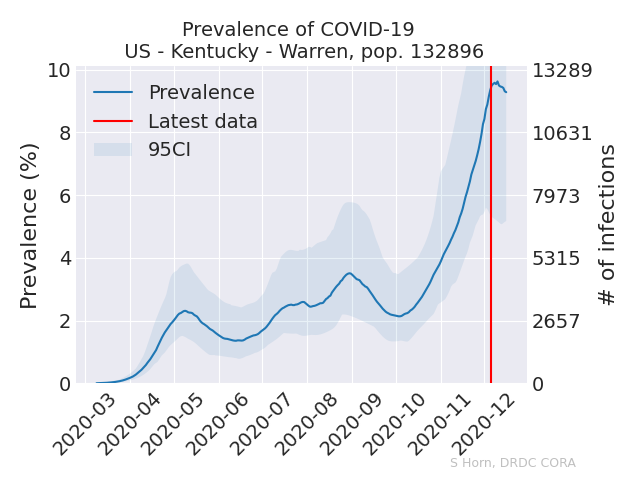 Prevalence of COVID-19
US - Kentucky - Warren, pop. 132896
Prevalence
Latest data
95CI
Prevalence (%)
10
8
6
4
2
0
13289
10631
7973
5315
2657
0
# of infections
2020-03
2020-04
2020-05
2020-06
2020-07
2020-08
2020-09
2020-10
2020-11
2020-12
S Horn, DRDC CORA